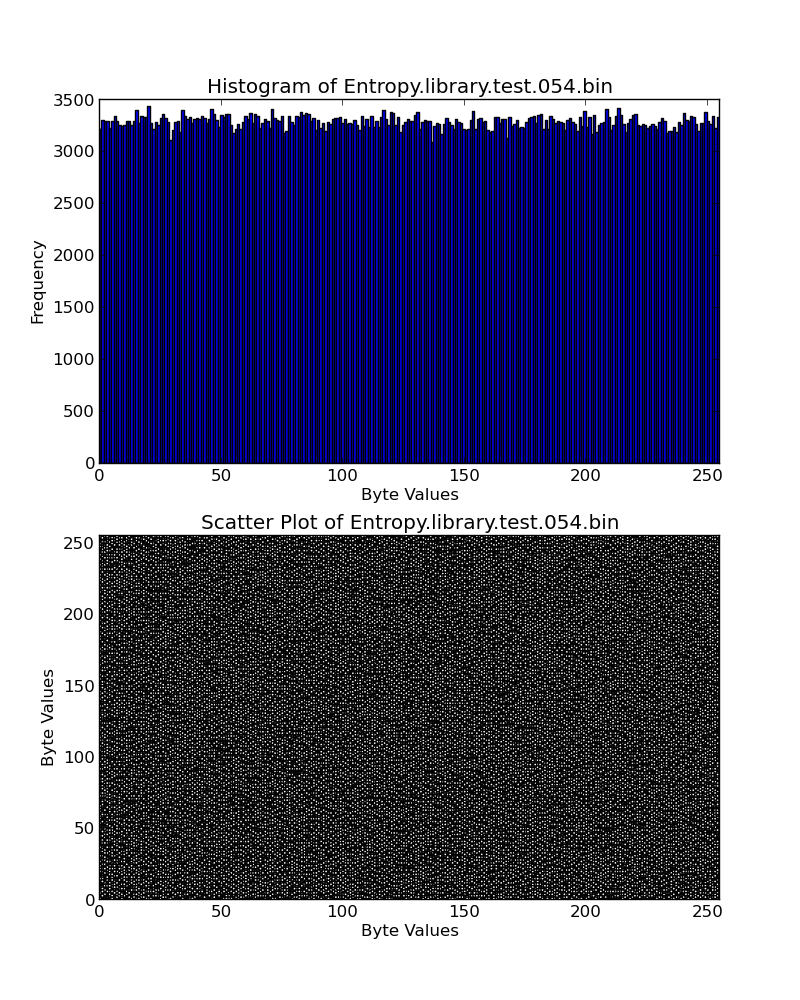 Histogram of Entropy.library.test.054.bin
3500
3000
2500
2000
1500
1000
500
0
Frequency
0 50 100 150 200 250
Byte Values
Scatter Plot of Entropy.library.test.054.bin
250
200
150
100
50
0
Byte Values
0 50 100 150 200 250
Byte Values